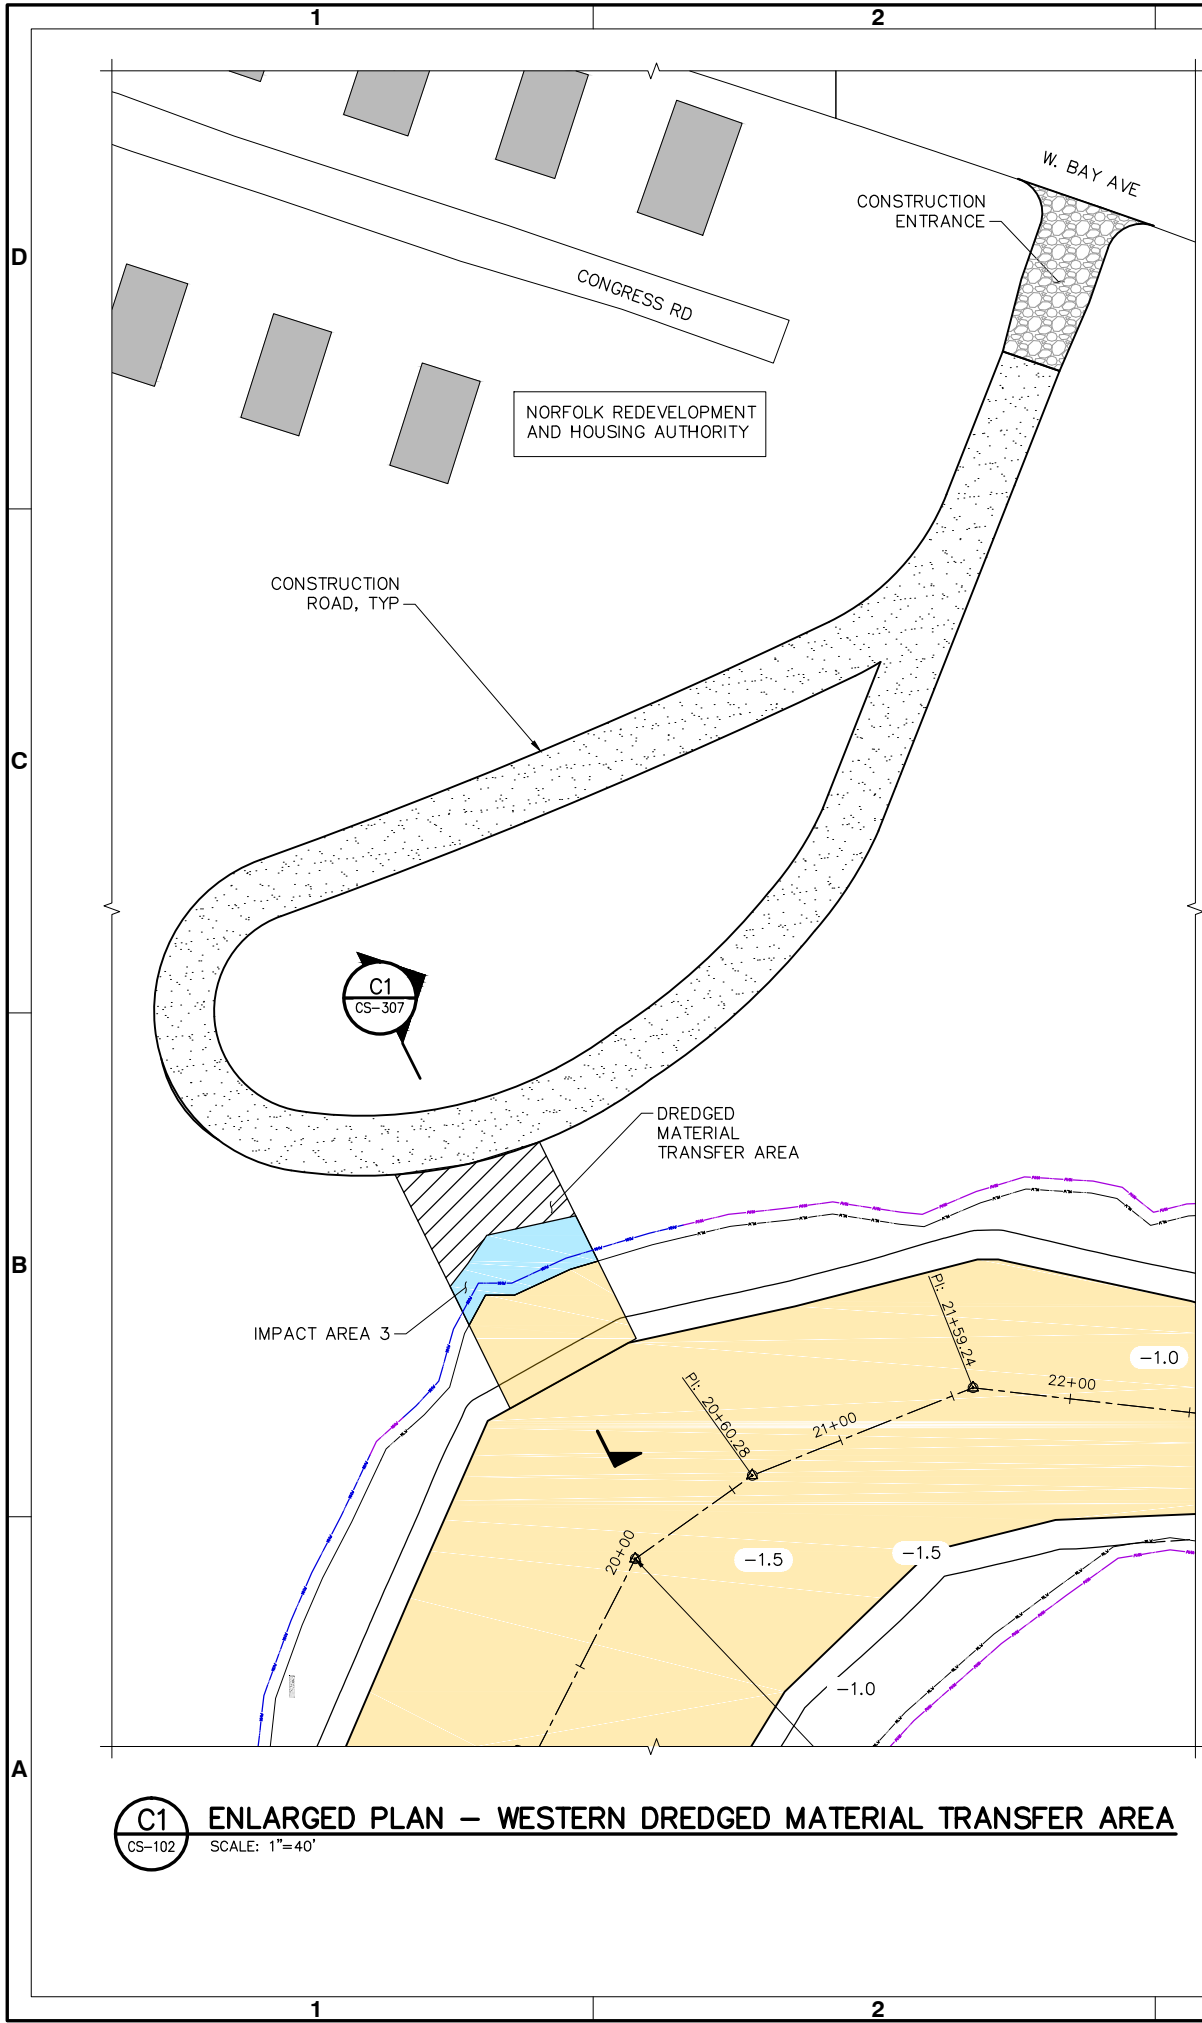 1
2
W. BAY AVE
CONSTRUCTION
ENTRANCE
D
CONGRESS RD
NORFOLK REDEVELOPMENT
AND HOUSING AUTHORITY
CONSTRUCTION
ROAD, TYP
C
C1
CS-307
DREDGED
MATERIAL
TRANSFER AREA
B
IMPACT AREA 3
PI: 21+59.24
-1.0
22+00
PI: 20+60.28
21+00
20+00
-1.5
-1.5
-1.0
A
C1
CS-102
ENLARGED PLAN - WESTERN DREDGED MATERIAL TRANSFER AREA
SCALE: 1"=40'
1
2